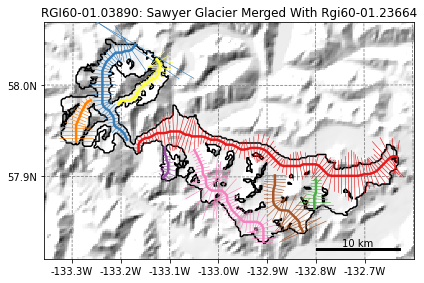 RGI60-01.03890: Sawyer Glacier Merged With Rgi60-01.23664
58.0N
57.9N
10 km
-133.3W -133.2W -133.1W -133.0W -132.9W -132.8W -132.7W